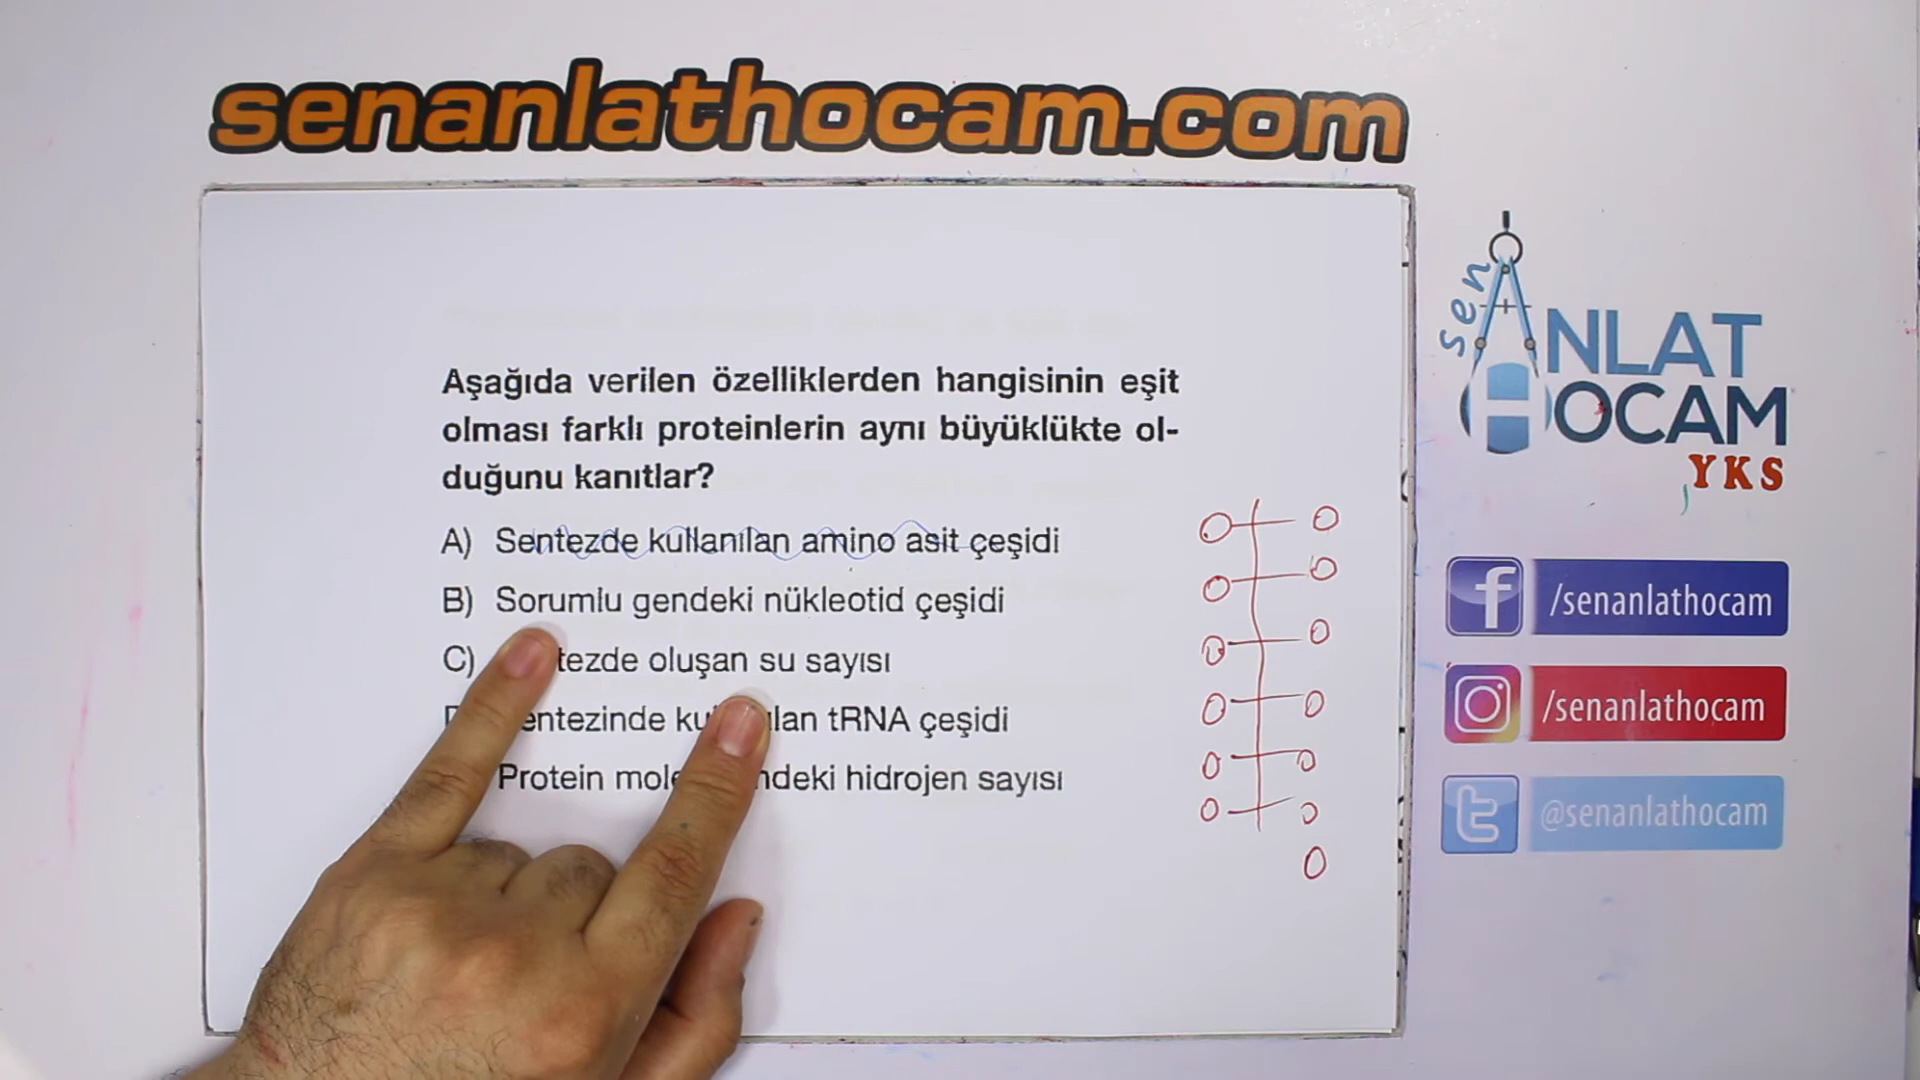 senanlathocam.com
Aşağıda verilen özelliklerden hangisinin eşit
olması farklı proteinlerin aynı büyüklükte ol-
duğunu kanıtlar?
A) Sentezde kullanılan amino asit çeşidi
B) Sorumlu gendeki nükleotid çeşidi
C) tezde oluşan su sayısı
entezinde ku lan tRNA çeşidi
Protein mole ndeki hidrojen sayısı
sen
ANLAT
HOCAM
YKS
/senanlathocam
/senanlathocam
@senanlathocam